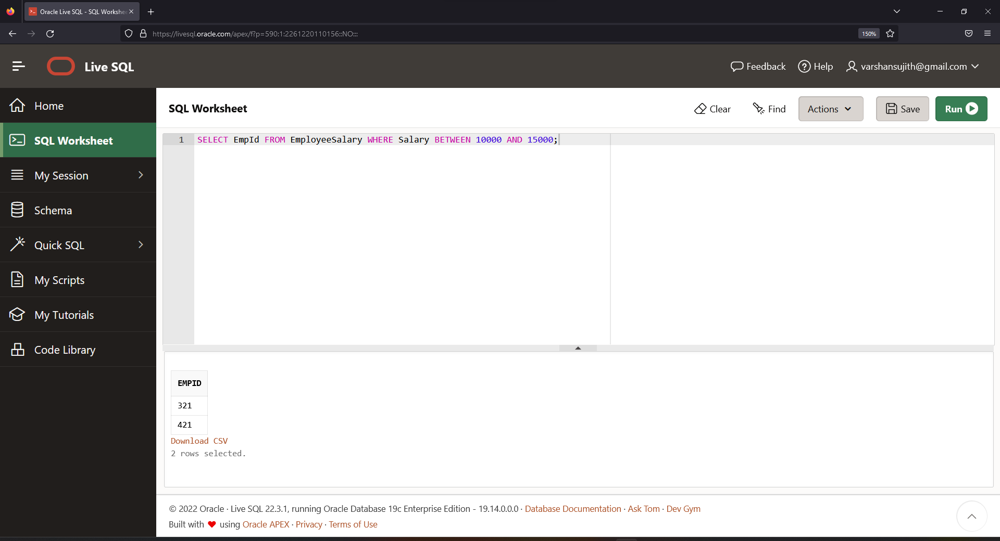 Oracle Live SQL - SQL Workshe
https://livesql.oracle.com/apex/f?p=590:1:2261220110156::NO:::
150%
Live SQL
Feedback
Help
varshansujith@gmail.com
Home
SQL Worksheet
My Session
Schema
Quick SQL
My Scripts
My Tutorials
Code Library
SQL Worksheet
Clear
Find
Actions
Save
Run
1 SELECT EmpId FROM EmployeeSalary WHERE Salary BETWEEN 10000 AND 15000;
EMPID
321
421
Download CSV
2 rows selected.
© 2022 Oracle · Live SQL 22.3.1, running Oracle Database 19c Enterprise Edition - 19.14.0.0.0 · Database Documentation · Ask Tom · Dev Gym
Built with ♥ using Oracle APEX · Privacy · Terms of Use